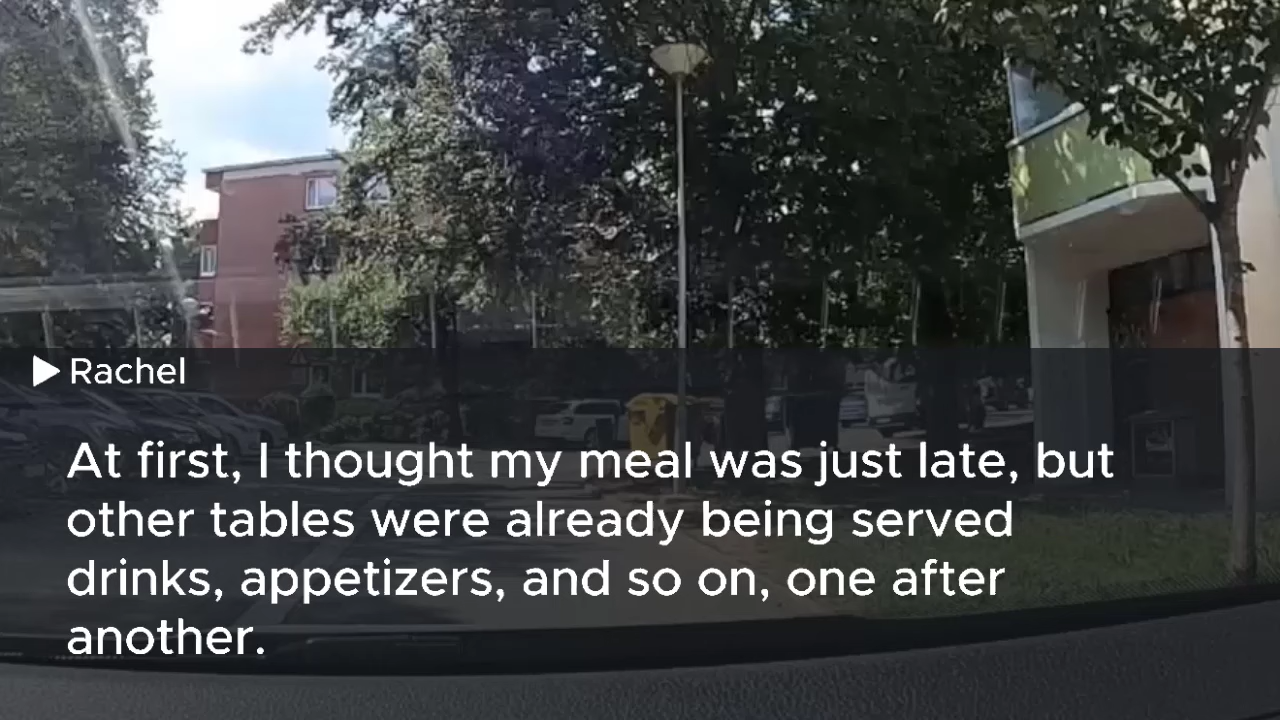 Rachel
At first, I thought my meal was just late, but
other tables were already being served
drinks, appetizers, and so on, one after
another.